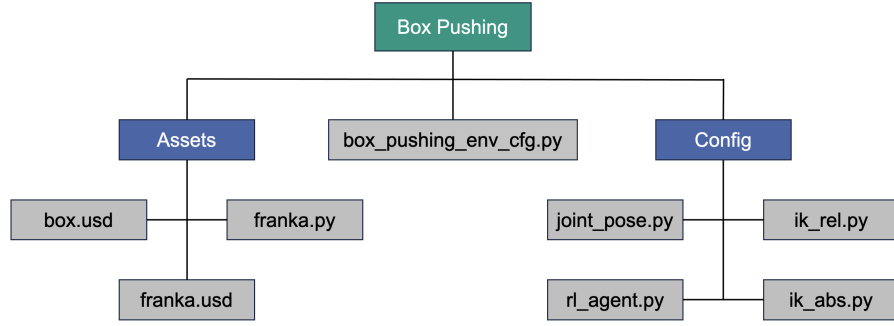 Box Pushing
Assets
box_pushing_env_cfg.py
Config
box.usd
franka.py
joint_pose.py
ik_rel.py
franka.usd
rl_agent.py
ik_abs.py